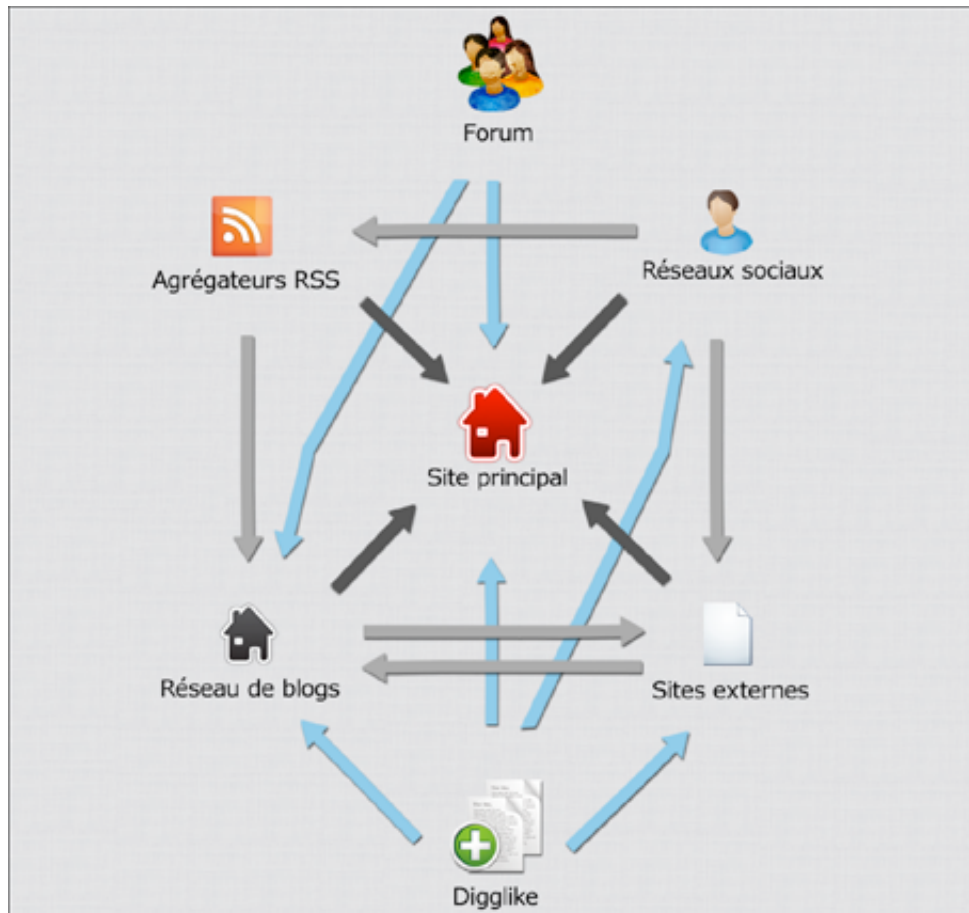 Forum
Agrégateurs RSS
Réseaux sociaux
Site principal
Réseau de blogs
Sites externes
Digglike